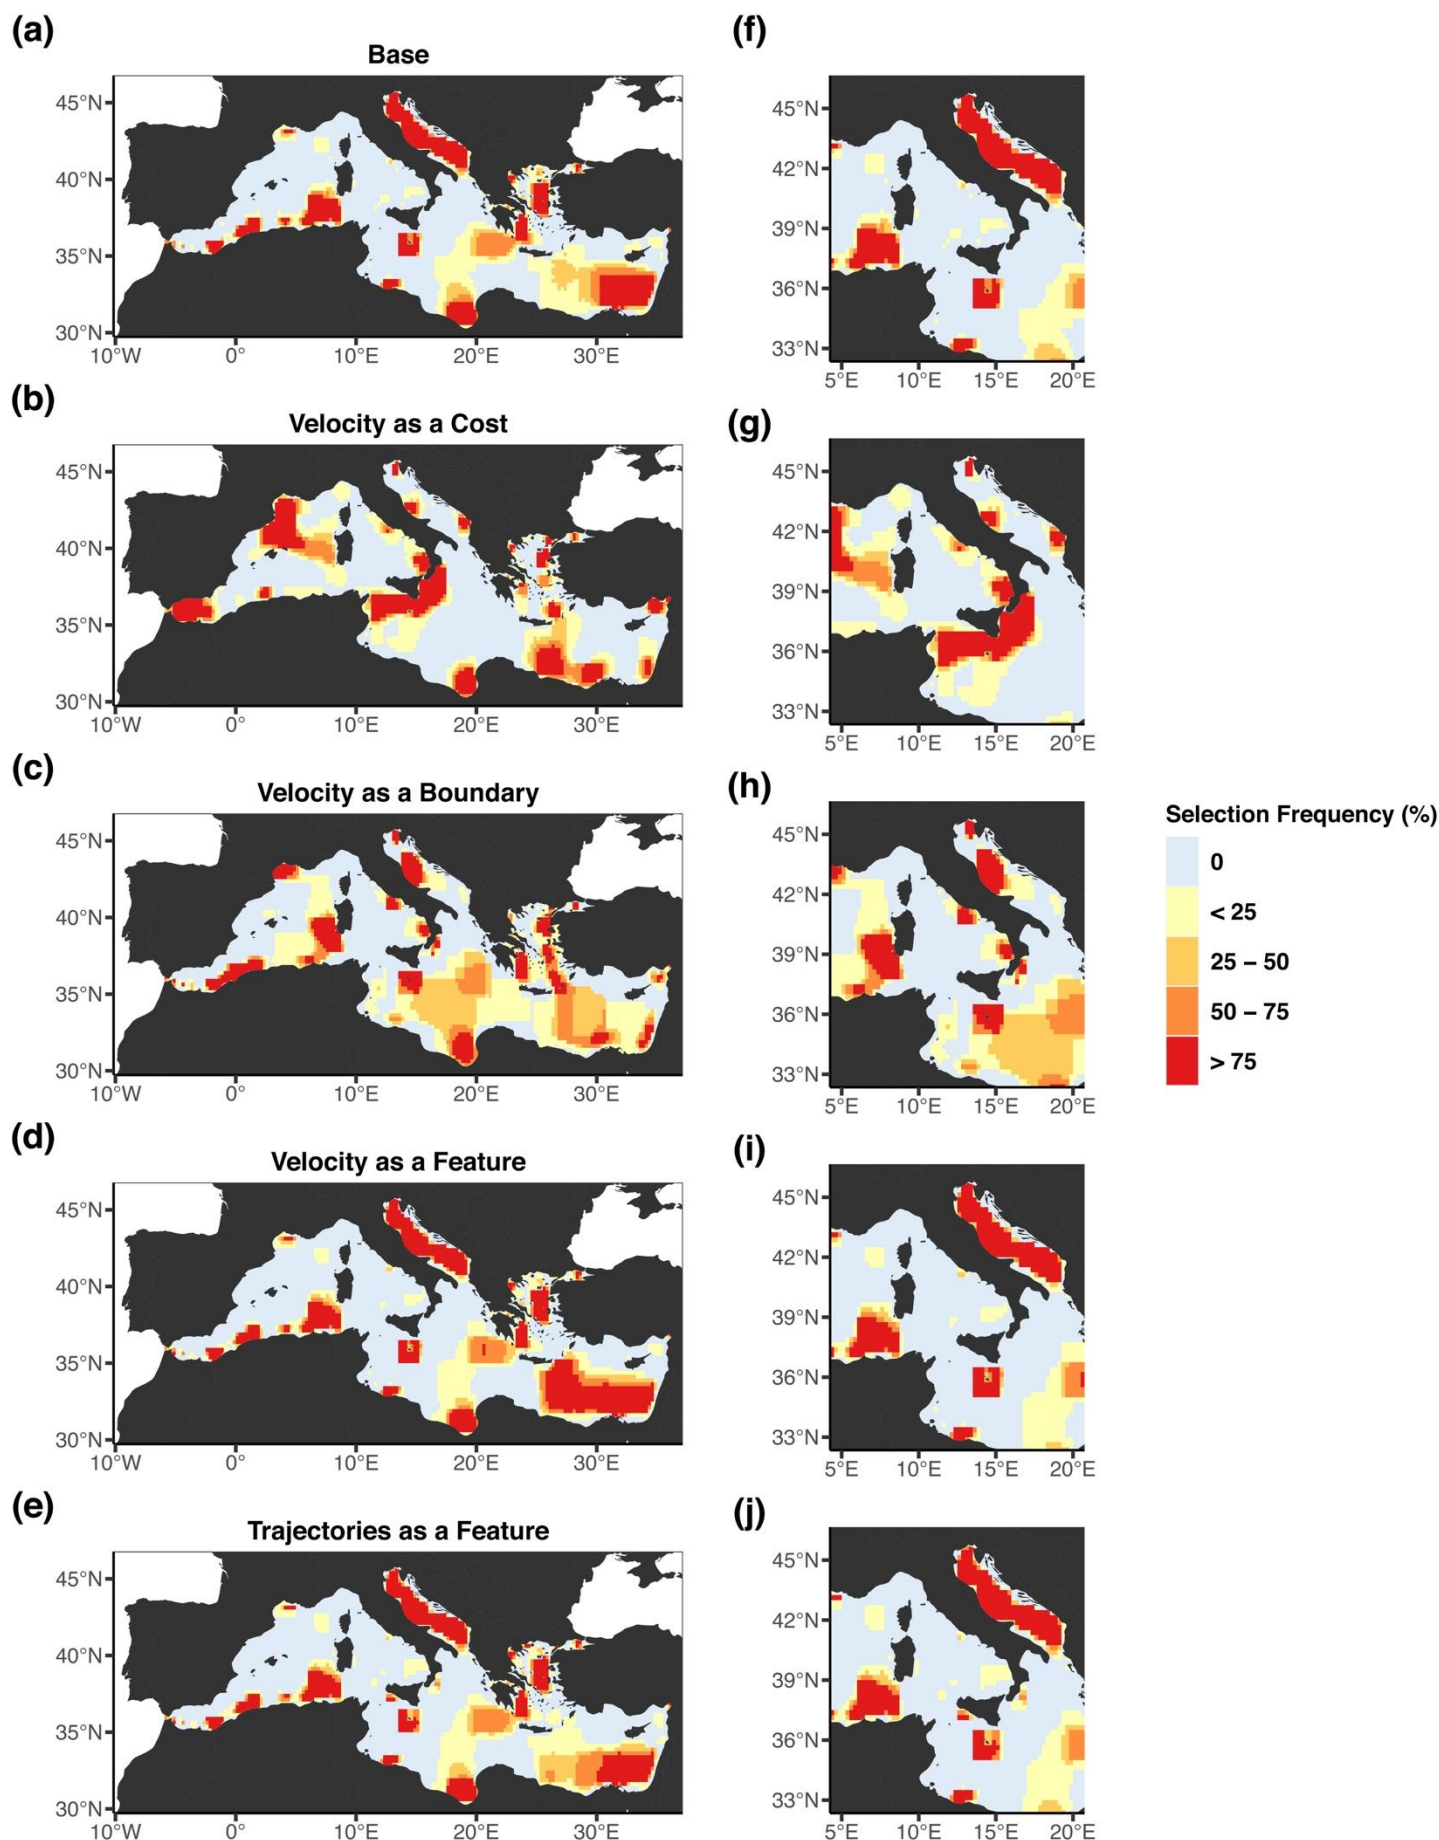 (a)
Base
45°N
40°N
35°N
30°N
10°W 0° 10°E 20°E 30°E
(f)
45°N
42°N
39°N
36°N
33°N
5°E 10°E 15°E 20°E
(b)
Velocity as a Cost
45°N
40°N
35°N
30°N
10°W 0° 10°E 20°E 30°E
(g)
45°N
42°N
39°N
36°N
33°N
5°E 10°E 15°E 20°E
(c)
Velocity as a Boundary
45°N
40°N
35°N
30°N
10°W 0° 10°E 20°E 30°E
(h)
45°N
42°N
39°N
36°N
33°N
5°E 10°E 15°E 20°E
Selection Frequency (%)
0
< 25
25 – 50
50 – 75
> 75
(d)
Velocity as a Feature
45°N
40°N
35°N
30°N
10°W 0° 10°E 20°E 30°E
(i)
45°N
42°N
39°N
36°N
33°N
5°E 10°E 15°E 20°E
(e)
Trajectories as a Feature
45°N
40°N
35°N
30°N
10°W 0° 10°E 20°E 30°E
(j)
45°N
42°N
39°N
36°N
33°N
5°E 10°E 15°E 20°E